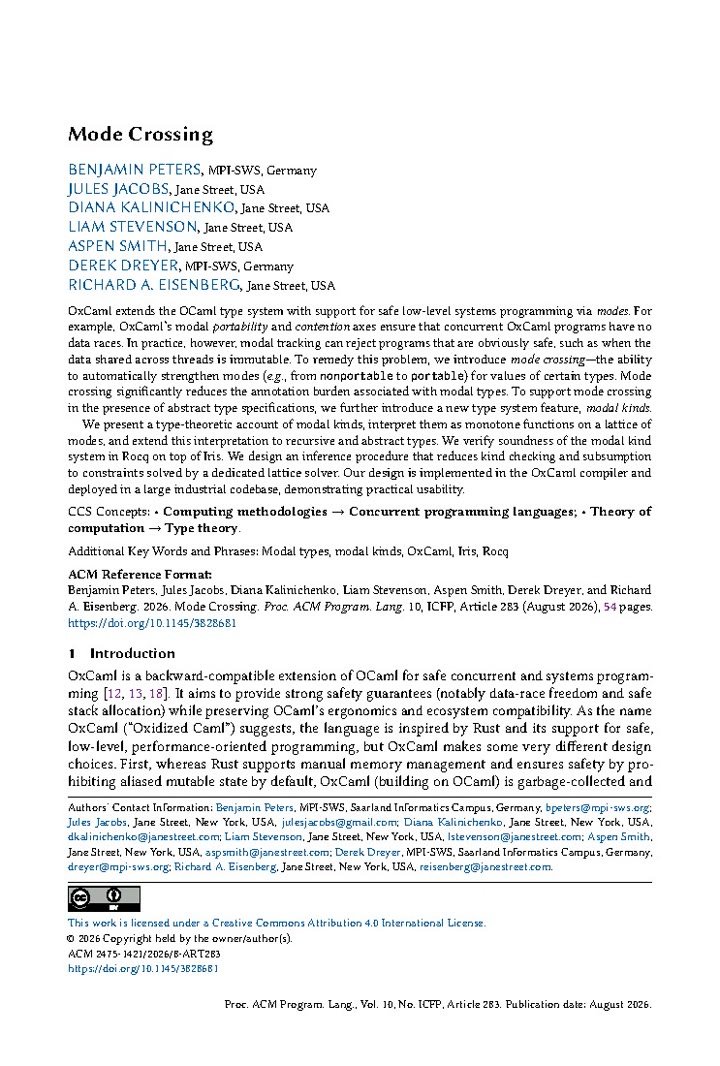 Mode Crossing
BENJAMIN PETERS, MPI-SWS, Germany
JULES JACOBS, Jane Street, USA
DIANA KALINICHENKO, Jane Street, USA
LIAM STEVENSON, Jane Street, USA
ASPEN SMITH, Jane Street, USA
DEREK DREYER, MPI-SWS, Germany
RICHARD A. EISENBERG, Jane Street, USA
OxCaml extends the OCaml type system with support for safe low-level systems programming via modes. For
example, OxCaml's modal portability and contention axes ensure that concurrent OxCaml programs have no
data races. In practice, however, modal tracking can reject programs that are obviously safe, such as when the
data shared across threads is immutable. To remedy this problem, we introduce mode crossing—the ability
to automatically strengthen modes (e.g., from nonportable to portable) for values of certain types. Mode
crossing significantly reduces the annotation burden associated with modal types. To support mode crossing
in the presence of abstract type specifications, we further introduce a new type system feature, modal kinds.
We present a type-theoretic account of modal kinds, interpret them as monotone functions on a lattice of
modes, and extend this interpretation to recursive and abstract types. We verify soundness of the modal kind
system in Rocq on top of Iris. We design an inference procedure that reduces kind checking and subsumption
to constraints solved by a dedicated lattice solver. Our design is implemented in the OxCaml compiler and
deployed in a large industrial codebase, demonstrating practical usability.
CCS Concepts: • Computing methodologies → Concurrent programming languages; • Theory of
computation → Type theory.
Additional Key Words and Phrases: Modal types, modal kinds, OxCaml, Iris, Rocq
ACM Reference Format:
Benjamin Peters, Jules Jacobs, Diana Kalinichenko, Liam Stevenson, Aspen Smith, Derek Dreyer, and Richard
A. Eisenberg. 2026. Mode Crossing. Proc. ACM Program. Lang. 10, ICFP, Article 283 (August 2026), 54 pages.
https://doi.org/10.1145/3828681
1 Introduction
OxCaml is a backward-compatible extension of OCaml for safe concurrent and systems program-
ming [12, 13, 18]. It aims to provide strong safety guarantees (notably data-race freedom and safe
stack allocation) while preserving OCaml's ergonomics and ecosystem compatibility. As the name
OxCaml ("Oxidized Caml") suggests, the language is inspired by Rust and its support for safe,
low-level, performance-oriented programming, but OxCaml makes some very different design
choices. First, whereas Rust supports manual memory management and ensures safety by pro-
hibiting aliased mutable state by default, OxCaml (building on OCaml) is garbage-collected and
Authors' Contact Information: Benjamin Peters, MPI-SWS, Saarland Informatics Campus, Germany, bpeters@mpi-sws.org;
Jules Jacobs, Jane Street, New York, USA, julesjacobs@gmail.com; Diana Kalinichenko, Jane Street, New York, USA,
dkalinichenko@janestreet.com; Liam Stevenson, Jane Street, New York, USA, lstevenson@janestreet.com; Aspen Smith,
Jane Street, New York, USA, aspsmith@janestreet.com; Derek Dreyer, MPI-SWS, Saarland Informatics Campus, Germany,
dreyer@mpi-sws.org; Richard A. Eisenberg, Jane Street, New York, USA, reisenberg@janestreet.com.
cc BY
This work is licensed under a Creative Commons Attribution 4.0 International License.
© 2026 Copyright held by the owner/author(s).
ACM 2475-1421/2026/8-ART283
https://doi.org/10.1145/3828681
Proc. ACM Program. Lang., Vol. 10, No. ICFP, Article 283. Publication date: August 2026.